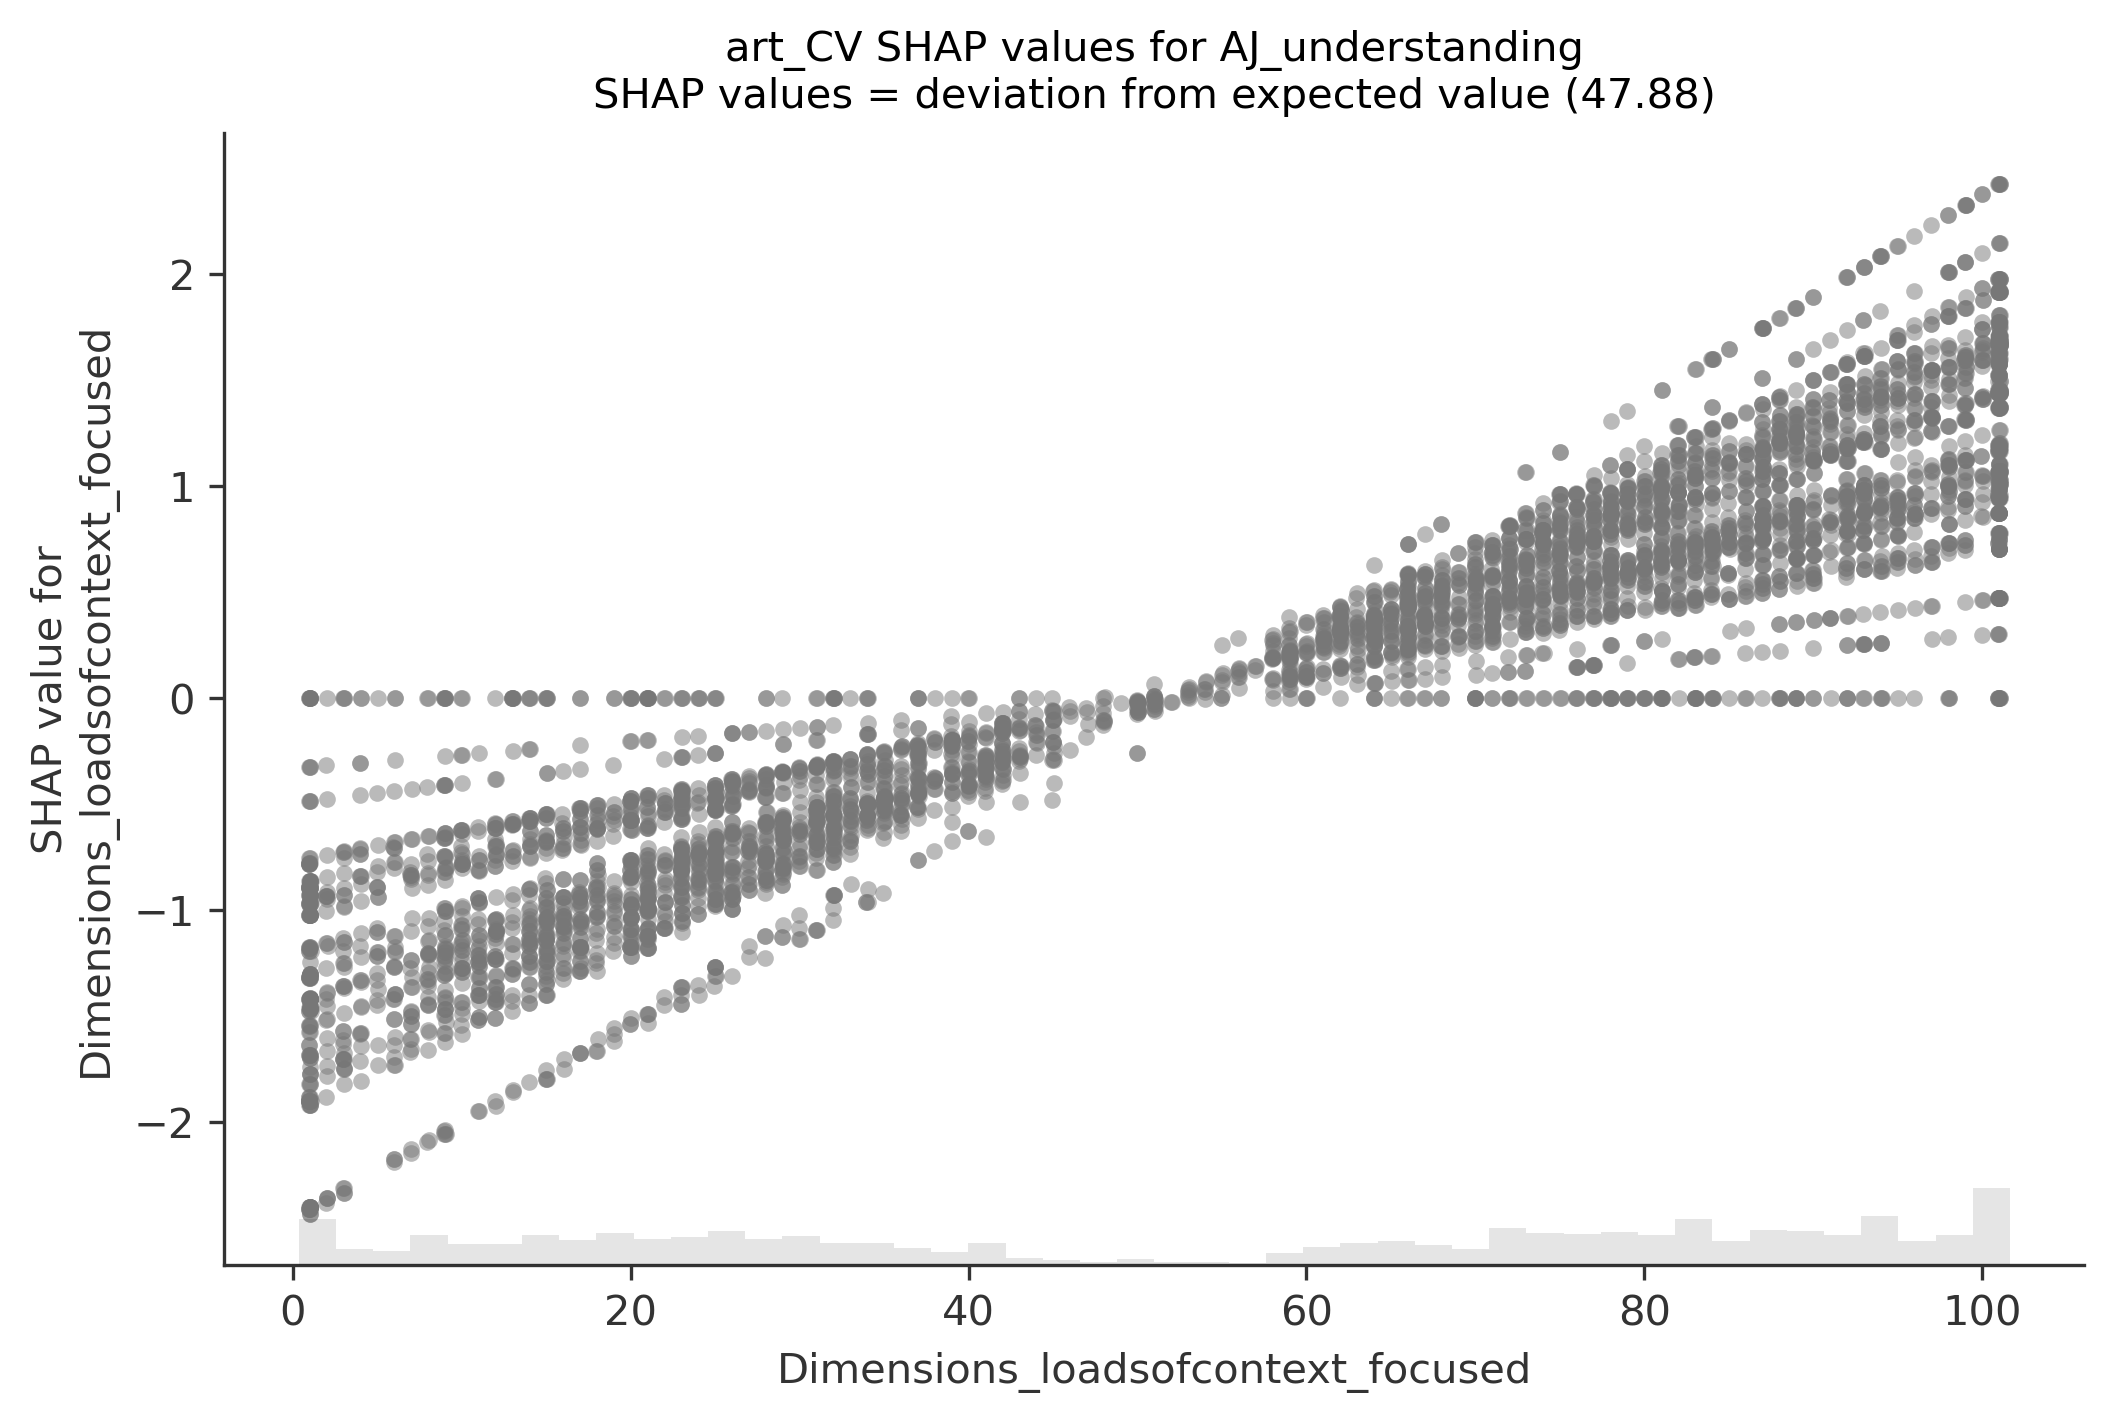 art_CV SHAP values for AJ_understanding
SHAP values = deviation from expected value (47.88)
SHAP value for
Dimensions_loadsofcontext_focused
2
1
0
−1
−2
0
20
40
60
80
100
Dimensions_loadsofcontext_focused